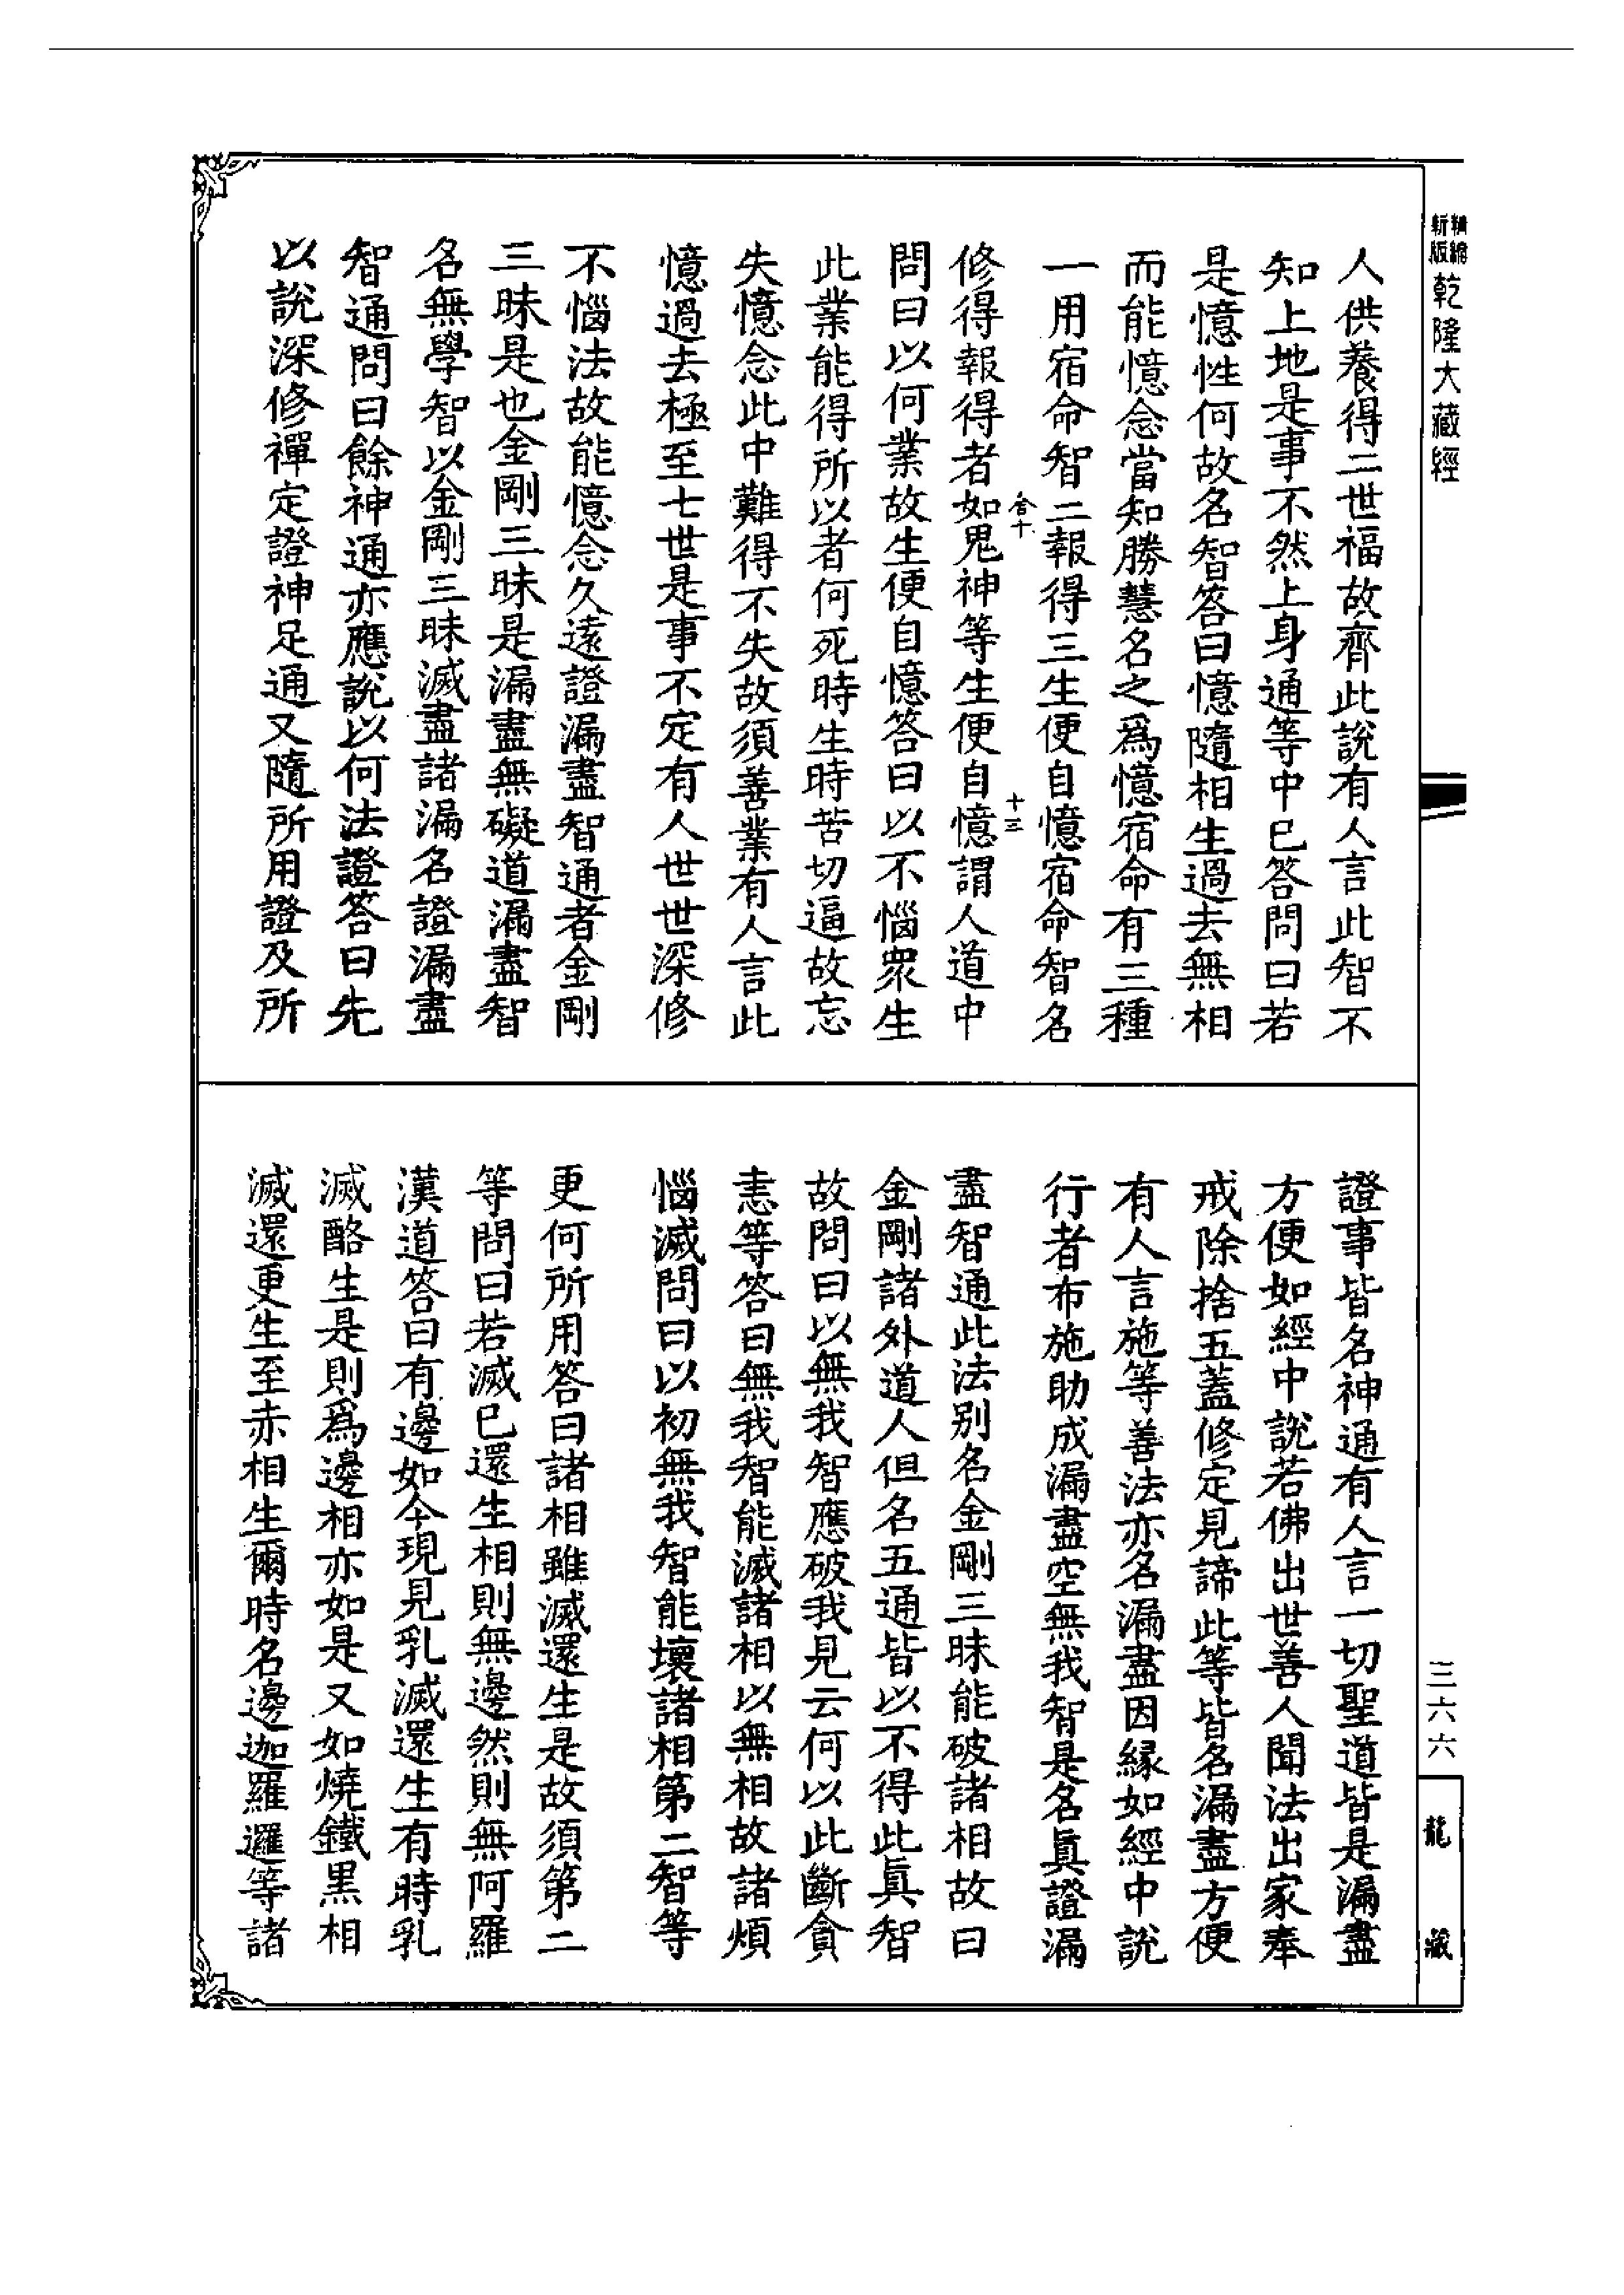 精編
新版
乾隆大藏經
人供養得二世福故齊此說有人言此智不
知上地是事不然上身通等中已答問曰若
是憶性何故名智答曰憶隨相生過去無相
而能憶念當知勝慧名之為憶宿命有三種
一用宿命智二報得三生便自憶宿命智名
合十
十三
修得報得者如鬼神等生便自憶謂人道中
問曰以何業故生便自憶答曰以不惱眾生
此業能得所以者何死時生時苦切逼故忘
失憶念此中難得不失故須善業有人言此
憶過去極至七世是事不定有人世世深修
不惱法故能憶念久遠證漏盡智通者金剛
三昧是也金剛三昧是漏盡無礙道漏盡智
名無學智以金剛三昧滅盡諸漏名證漏盡
智通問曰餘神通亦應說以何法證答曰先
以說深修禪定證神足通又隨所用證及所
證事皆名神通有人言一切聖道皆是漏盡
方便如經中說若佛出世善人聞法出家奉
戒除捨五蓋修定見諦此等皆名漏盡方便
有人言施等善法亦名漏盡因緣如經中說
行者布施助成漏盡空無我智是名真證漏
盡智通此法別名金剛三昧能破諸相故曰
金剛諸外道人但名五通皆以不得此真智
故問曰以無我智應破我見云何以此斷貪
恚等答曰無我智能滅諸相以無相故諸煩
惱滅問曰以初無我智能壞諸相第二智等
更何所用答曰諸相雖滅還生是故須第二
等問曰若滅已還生相則無邊然則無阿羅
漢道答曰有邊如今現見乳滅還生有時乳
滅酪生是則為邊相亦如是又如燒鐵黑相
滅還更生至赤相生爾時名邊迦羅邏等諸
三六六
龍藏